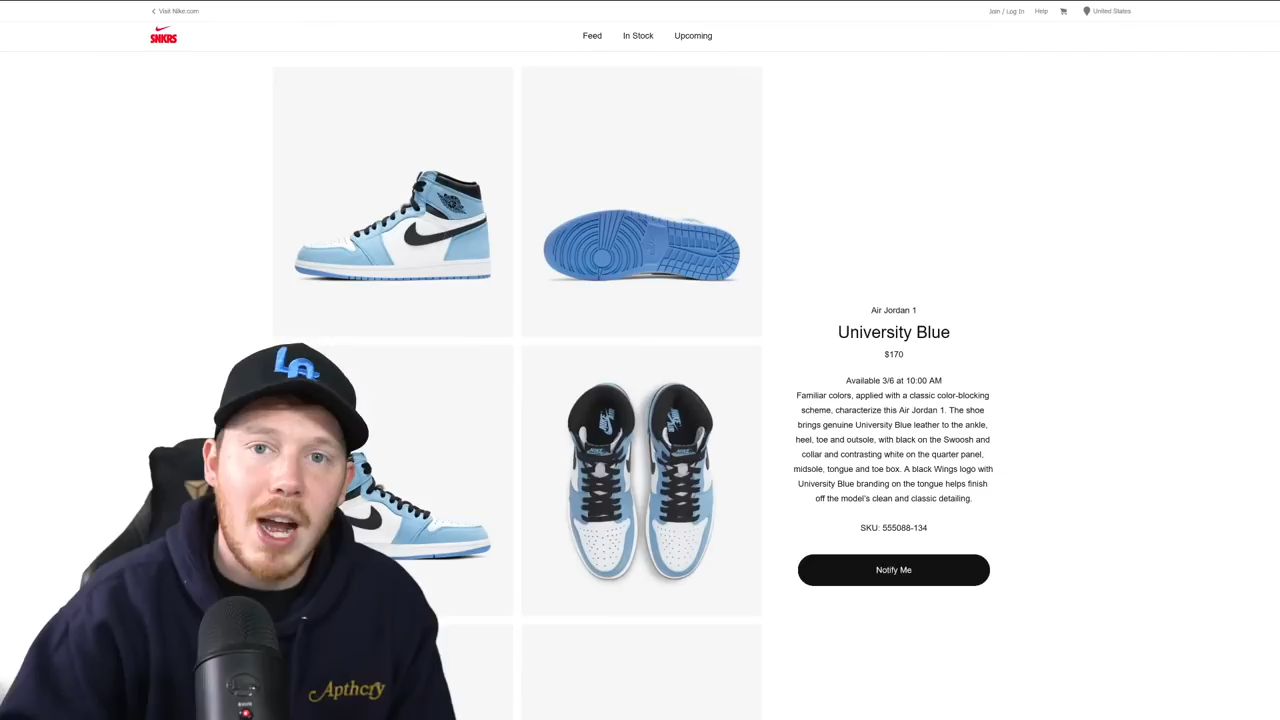 Visit Nike.com
Join / Log In
Help
United States
SNKRS
Feed
In Stock
Upcoming
Air Jordan 1
University Blue
$170
Available 3/6 at 10:00 AM
Familiar colors, applied with a classic color-blocking
scheme, characterize this Air Jordan 1. The shoe
brings genuine University Blue leather to the ankle,
heel, toe and outsole, with black on the Swoosh and
collar and contrasting white on the quarter panel,
midsole, tongue and toe box. A black Wings logo with
University Blue branding on the tongue helps finish
off the model's clean and classic detailing.
SKU: 555088-134
Notify Me
LA
Apthcry